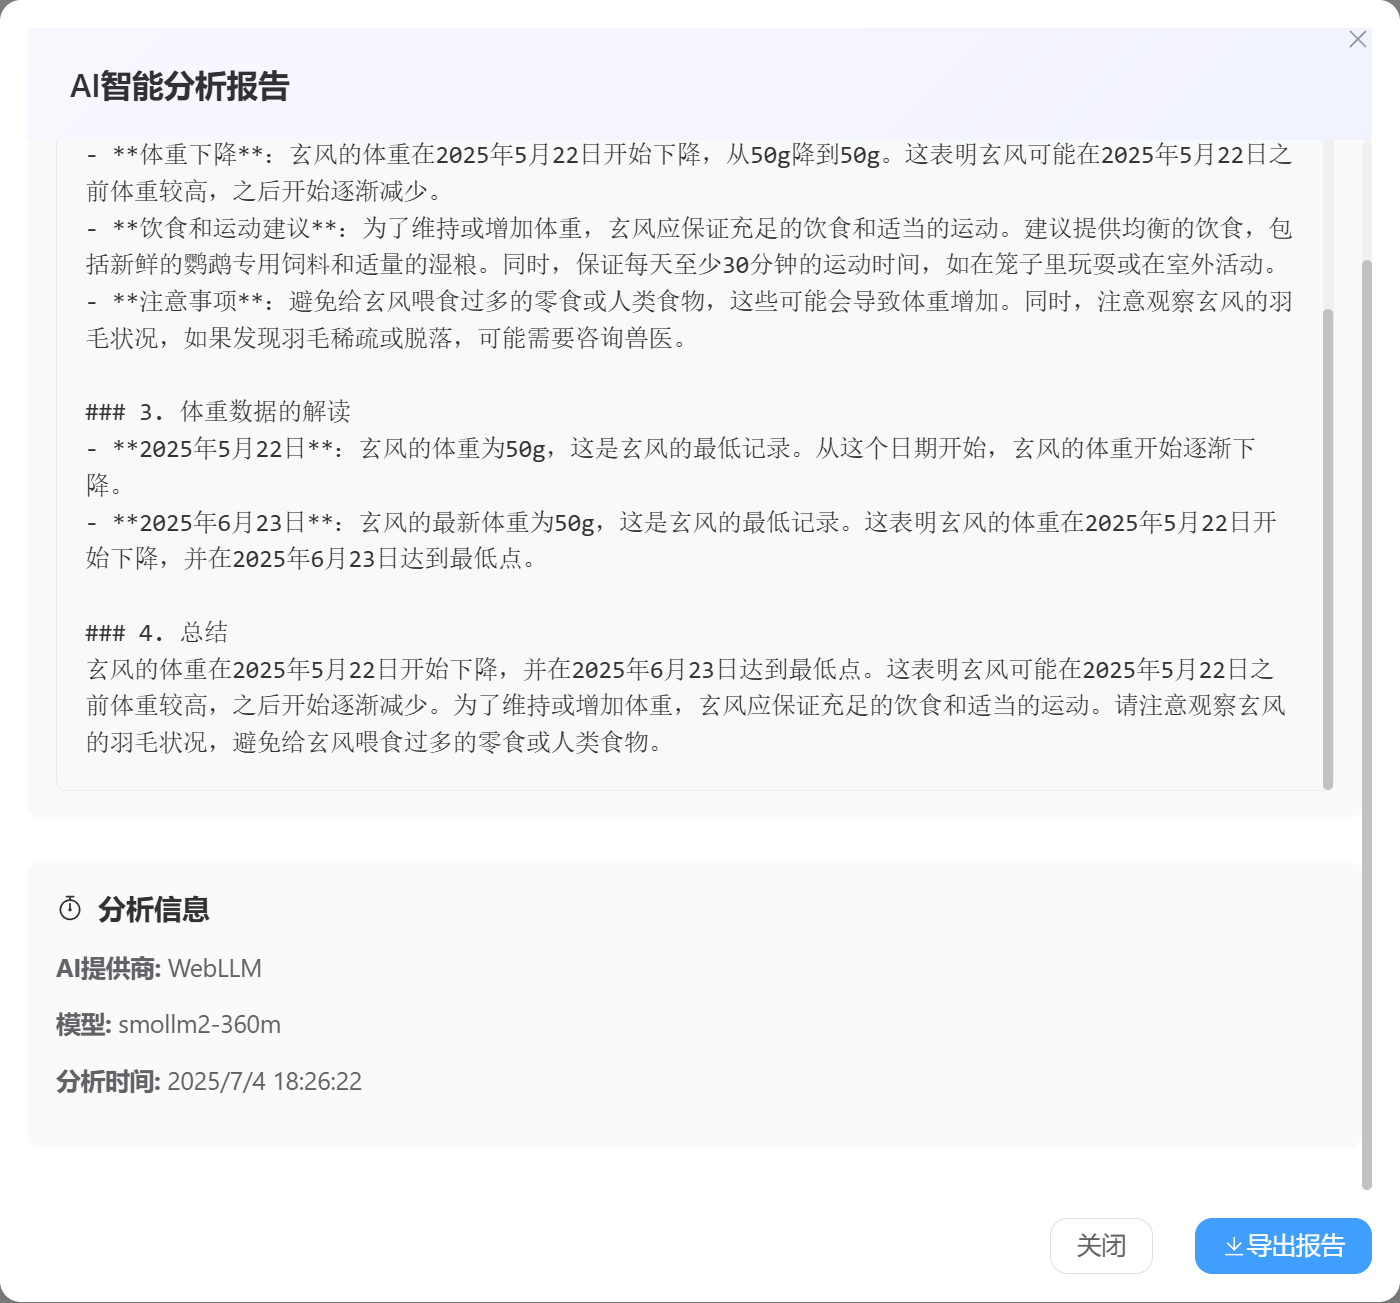 AI智能分析报告
- **体重下降**：玄风的体重在2025年5月22日开始下降，从50g降到50g。这表明玄风可能在2025年5月22日之
前体重较高，之后开始逐渐减少。
- **饮食和运动建议**：为了维持或增加体重，玄风应保证充足的饮食和适当的运动。建议提供均衡的饮食，包
括新鲜的鹦鹉专用饲料和适量的湿粮。同时，保证每天至少30分钟的运动时间，如在笼子里玩耍或在室外活动。
- **注意事项**：避免给玄风喂食过多的零食或人类食物，这些可能会导致体重增加。同时，注意观察玄风的羽
毛状况，如果发现羽毛稀疏或脱落，可能需要咨询兽医。
### 3. 体重数据的解读
- **2025年5月22日**：玄风的体重为50g，这是玄风的最低记录。从这个日期开始，玄风的体重开始逐渐下
降。
- **2025年6月23日**：玄风的最新体重为50g，这是玄风的最低记录。这表明玄风的体重在2025年5月22日开
始下降，并在2025年6月23日达到最低点。
### 4. 总结
玄风的体重在2025年5月22日开始下降，并在2025年6月23日达到最低点。这表明玄风可能在2025年5月22日之
前体重较高，之后开始逐渐减少。为了维持或增加体重，玄风应保证充足的饮食和适当的运动。请注意观察玄风
的羽毛状况，避免给玄风喂食过多的零食或人类食物。
分析信息
AI提供商: WebLLM
模型: smollm2-360m
分析时间: 2025/7/4 18:26:22
关闭
导出报告